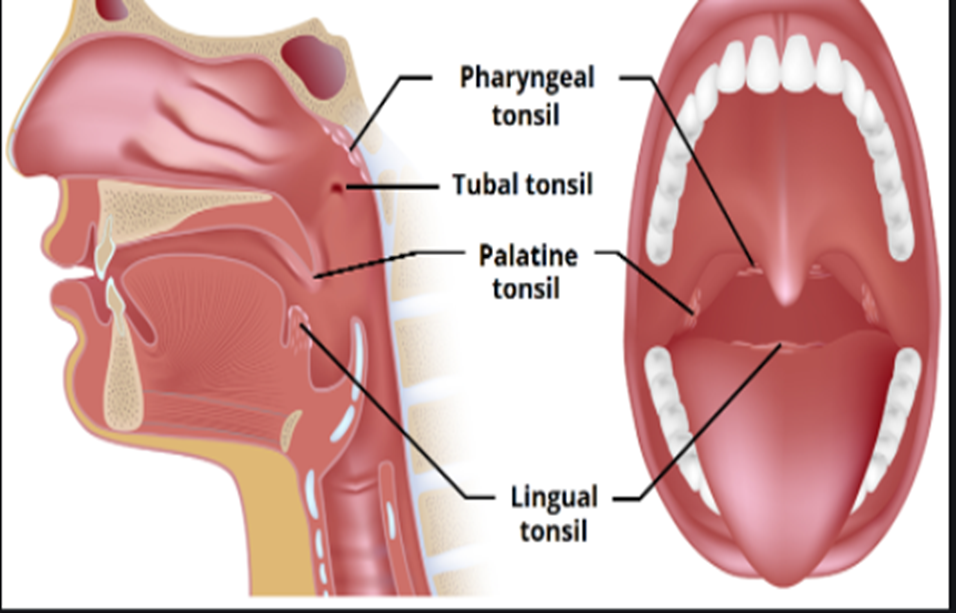 Pharyngeal
tonsil
Tubal tonsil
Palatine
tonsil
Lingual
tonsil